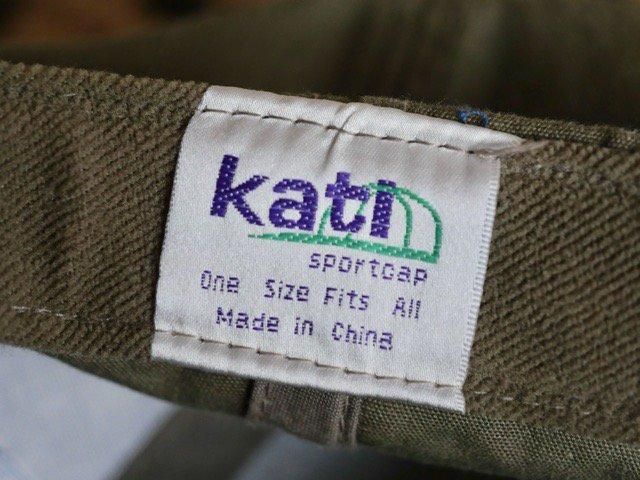 kati
sportcap
One Size Fits All
Made in China